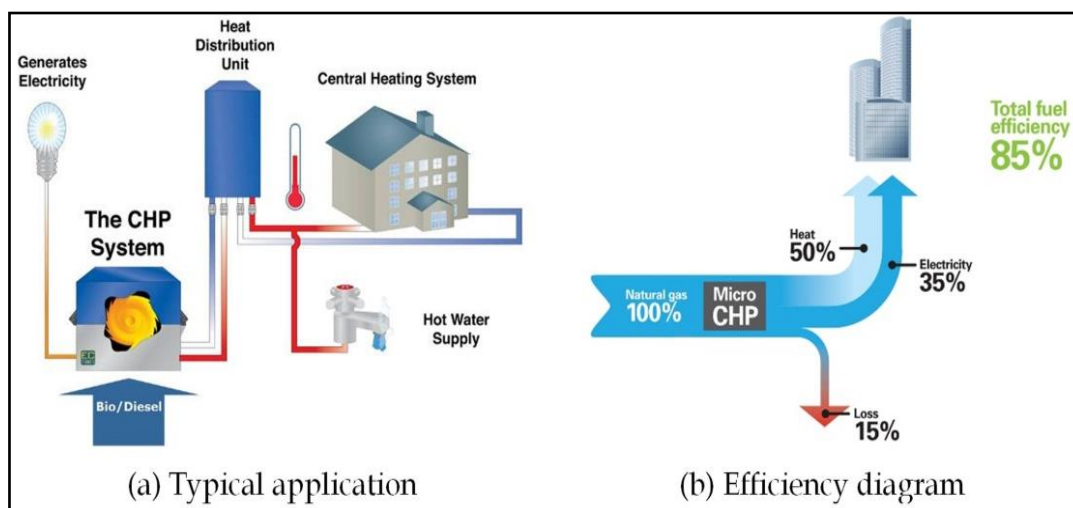 Generates
Electricity
Heat
Distribution
Unit
Central Heating System
The CHP
System
Hot Water
Supply
EC
Bio/Diesel
(a) Typical application
Total fuel
efficiency
85%
Heat
50%
Electricity
35%
Natural gas
100%
Micro
CHP
Loss
15%
(b) Efficiency diagram